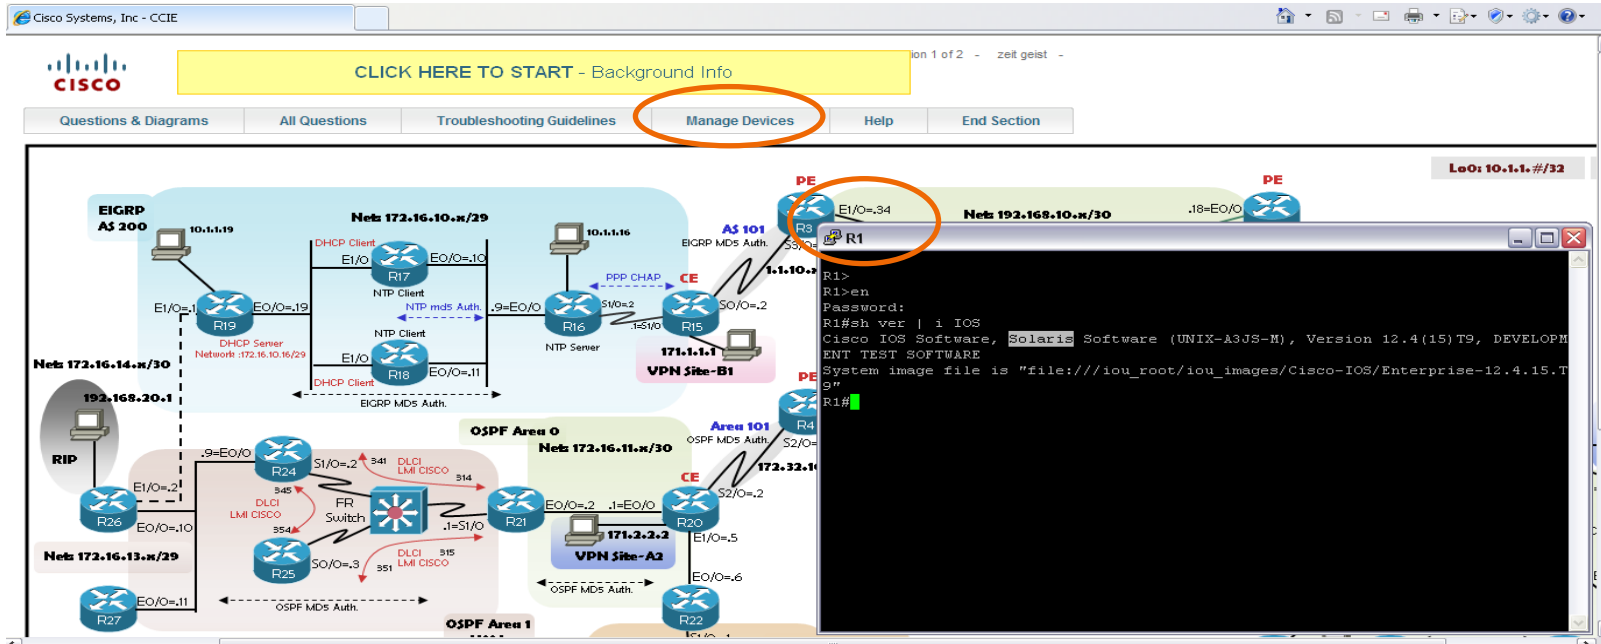 Cisco Systems, Inc - CCIE
CISCO
CLICK HERE TO START - Background Info
ion 1 of 2 - zeit geist -
Questions & Diagrams
All Questions
Troubleshooting Guidelines
Manage Devices
Help
End Section
Lo0: 10.1.1.#/32
EIGRP
AS 200
10.1.1.19
Net: 172.16.10.x/29
DHCP Client
E1/0
E0/0=.10
R17
NTP Client
10.1.1.16
AS 101
EIGRP MD5 Auth.
PE
E1/0=.34
R3
S3/0=
Net: 192.168.10.x/30
PE
.18=E0/0
PPP CHAP
CE
1.1.10.
E1/0=.1
E0/0=.19
R19
NTP md5 Auth.
.9=E0/0
S1/0=.2
S0/0=.2
R16
.1=S1/0
R15
NTP Server
DHCP Server
Network :172.16.10.16/29
NTP Client
E1/0
E0/0=.11
R18
DHCP Client
EIGRP MD5 Auth.
171.1.1.1
VPN Site-B1
Net: 172.16.14.x/30
192.168.20.1
RIP
E1/0=.2
R26
E0/0=.10
Net: 172.16.13.x/29
E0/0=.11
R27
.9=E0/0
R24
S1/0=.2
341
DLCI
LMI CISCO
314
345
DLCI
LMI CISCO
354
FR
Switch
R25
S0/0=.3
351
DLCI
LMI CISCO
315
.1=S1/0
R21
OSPF MD5 Auth.
OSPF Area 0
Net: 172.16.11.x/30
E0/0=.2
.1=E0/0
171.2.2.2
VPN Site-A2
OSPF MD5 Auth.
OSPF Area 1
Area 101
OSPF MD5 Auth.
PE
R4
S2/0=
172.32.1
CE
S2/0=.2
R20
E1/0=.5
E0/0=.6
R22
S1/0=.1
R1
R1>
R1>en
Password:
R1#sh ver | i IOS
Cisco IOS Software, Solaris Software (UNIX-A3JS-M), Version 12.4(15)T9, DEVELOPM
ENT TEST SOFTWARE
System image file is "file:///iou_root/iou_images/Cisco-IOS/Enterprise-12.4.15.T
9"
R1#